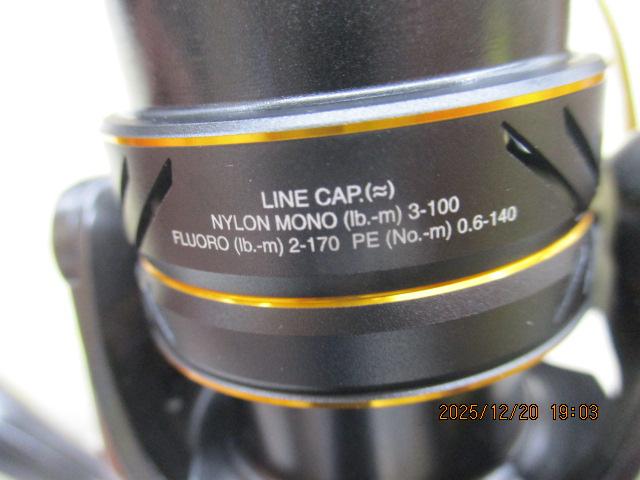 LINE CAP.(≈)
NYLON MONO (lb.-m) 3-100
FLUORO (lb.-m) 2-170 PE (No.-m) 0.6-140
2025/12/20 19:03